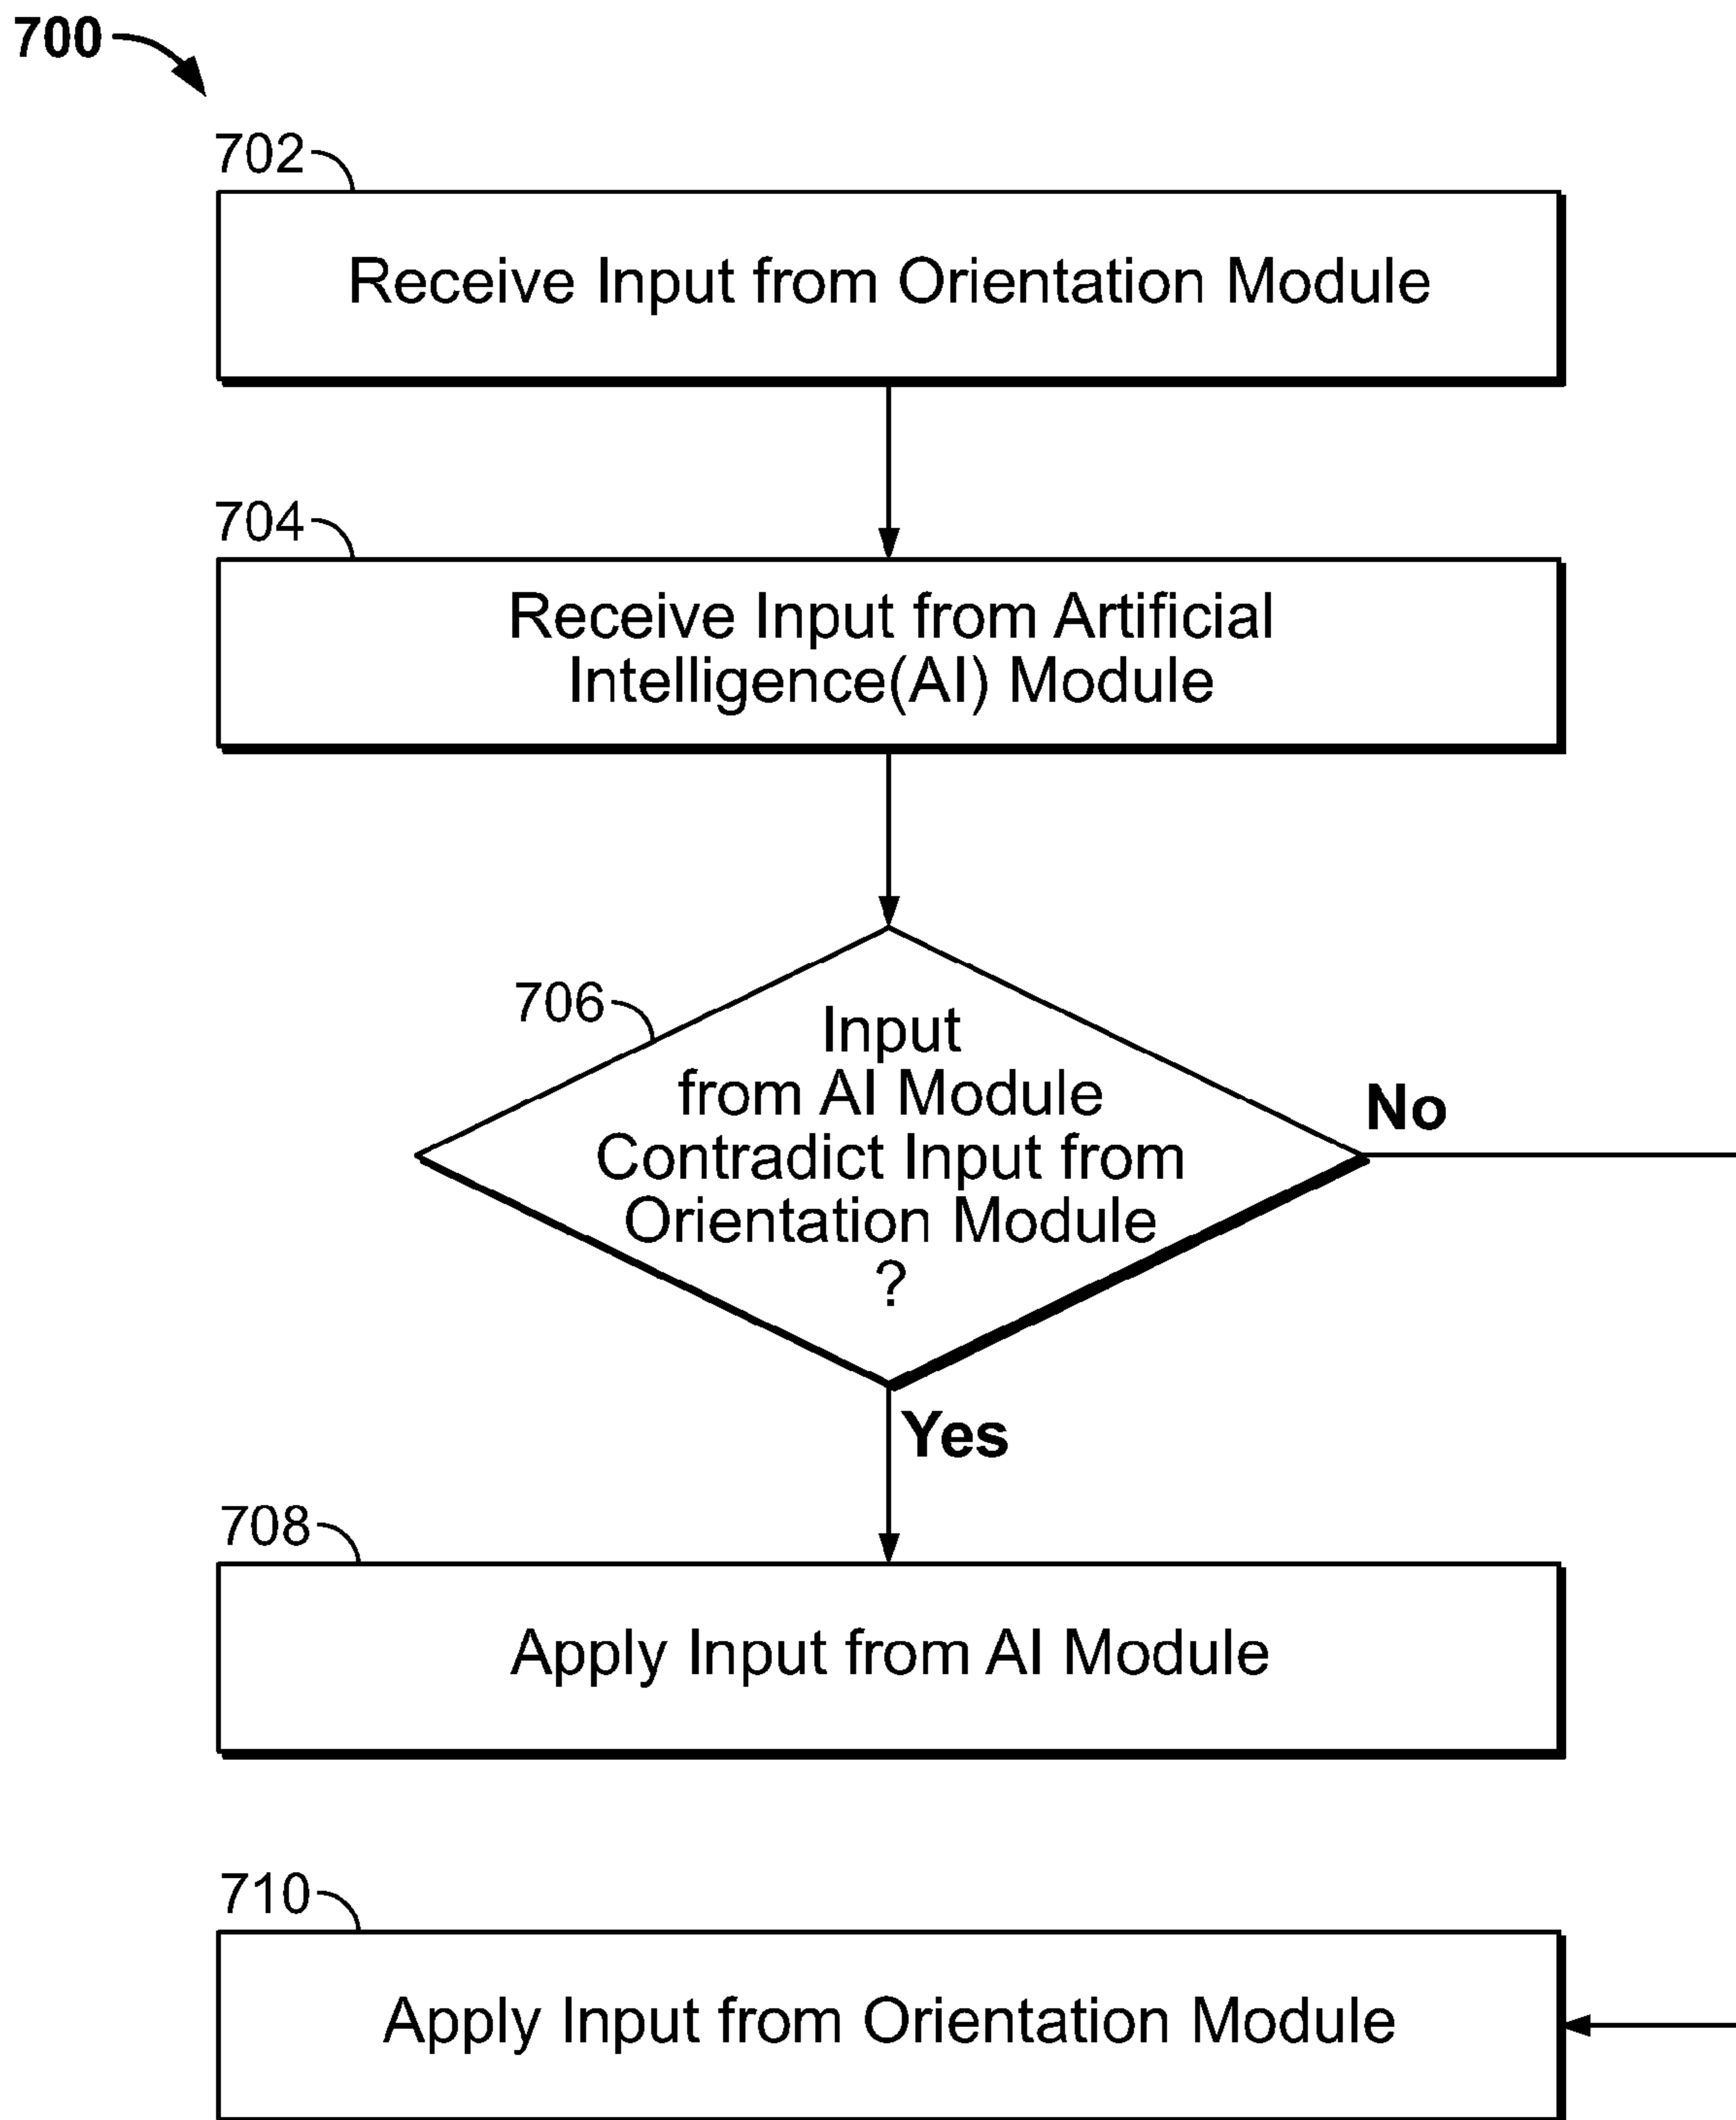 700
702
Receive Input from Orientation Module
704
Receive Input from Artificial
Intelligence(AI) Module
706
Input
from AI Module
Contradict Input from
Orientation Module
?
No
Yes
708
Apply Input from AI Module
710
Apply Input from Orientation Module